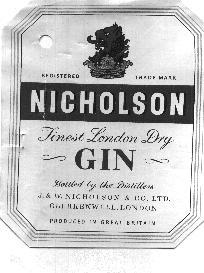 REGISTERED TRADE MARK
NICHOLSON
Finest London Dry
GIN
Bottled by the Distillers
J. & W. NICHOLSON & CO. LTD.
CLERKENWELL, LONDON
PRODUCED IN GREAT BRITAIN